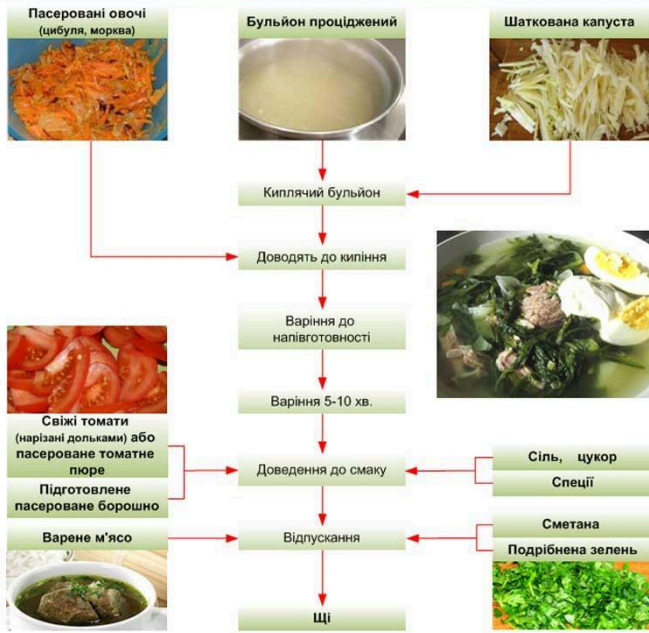 Пасеровані овочі
(цибуля, морква)
Бульйон проціджений
Шаткована капуста
Киплячий бульйон
Доводять до кипіння
Варіння до
напівготовності
Варіння 5-10 хв.
Свіжі томати
(нарізані дольками) або
пасероване томатне
пюре
Підготовлене
пасероване борошно
Доведення до смаку
Сіль, цукор
Спеції
Варене м'ясо
Відпускання
Сметана
Подрібнена зелень
Щі